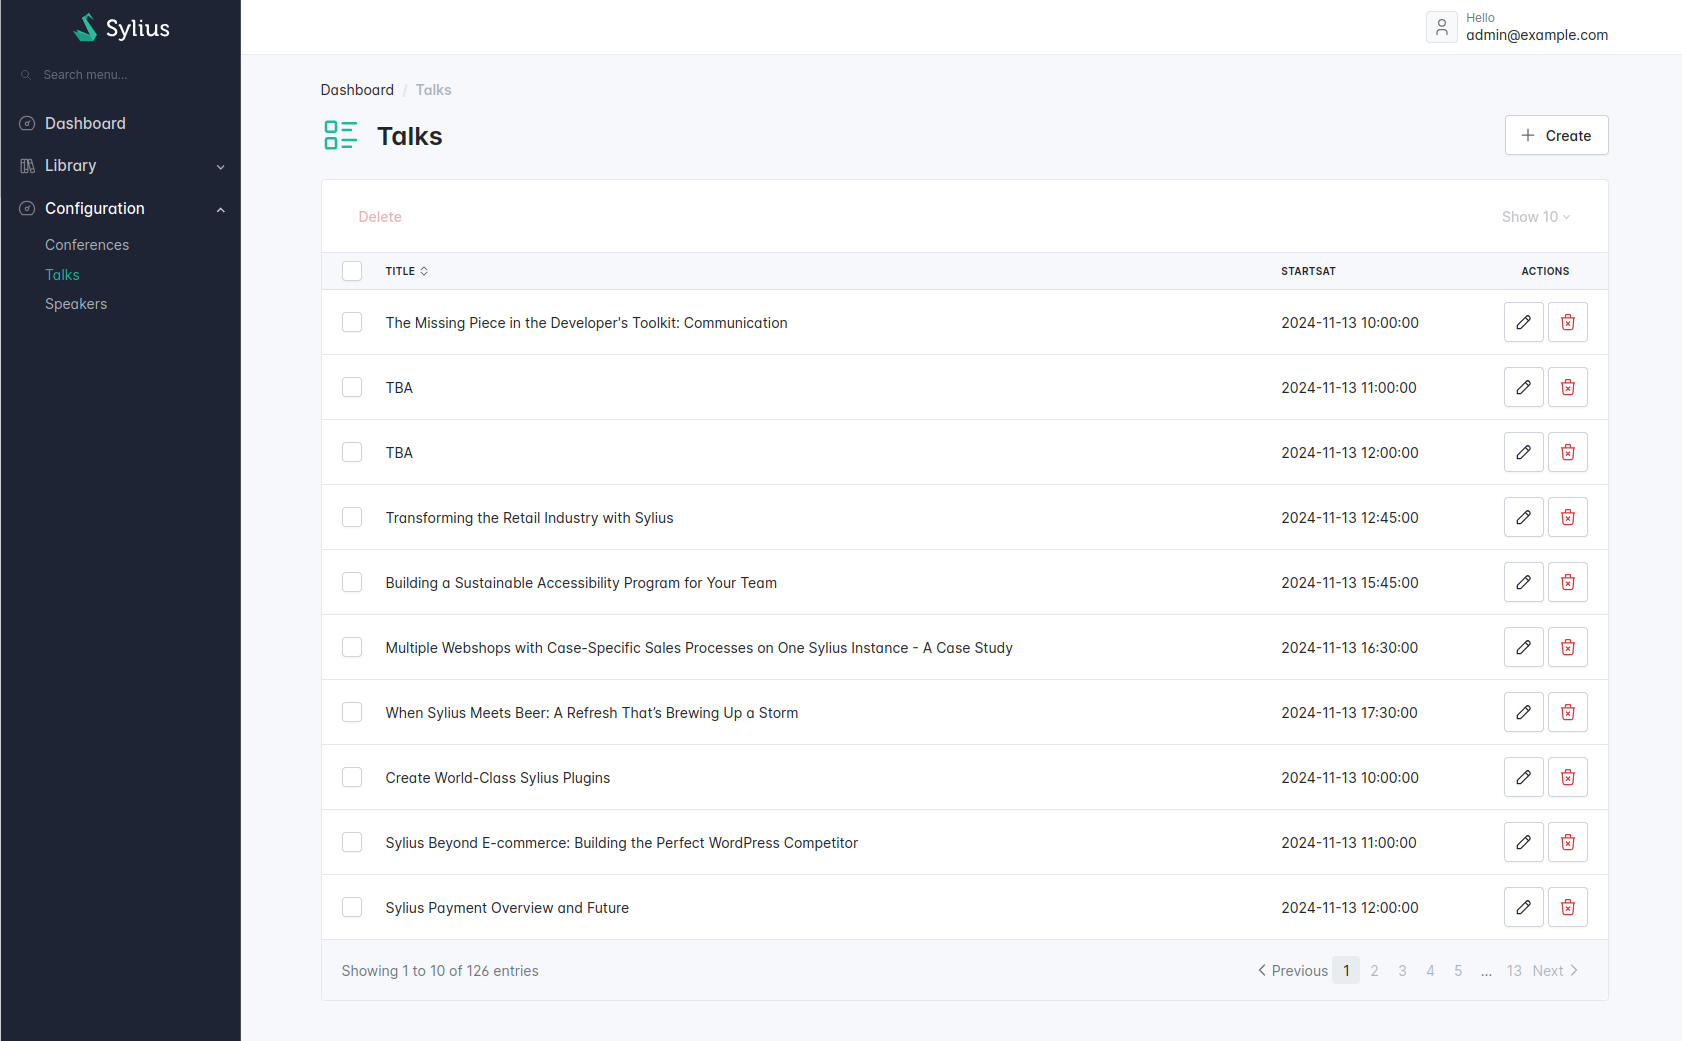 Sylius
Search menu...
Dashboard
Library
Configuration
Conferences
Talks
Speakers
Hello
admin@example.com
Dashboard / Talks
Talks
Create
Delete
Show 10
TITLE STARTSAT ACTIONS
The Missing Piece in the Developer's Toolkit: Communication 2024-11-13 10:00:00
TBA 2024-11-13 11:00:00
TBA 2024-11-13 12:00:00
Transforming the Retail Industry with Sylius 2024-11-13 12:45:00
Building a Sustainable Accessibility Program for Your Team 2024-11-13 15:45:00
Multiple Webshops with Case-Specific Sales Processes on One Sylius Instance - A Case Study 2024-11-13 16:30:00
When Sylius Meets Beer: A Refresh That’s Brewing Up a Storm 2024-11-13 17:30:00
Create World-Class Sylius Plugins 2024-11-13 10:00:00
Sylius Beyond E-commerce: Building the Perfect WordPress Competitor 2024-11-13 11:00:00
Sylius Payment Overview and Future 2024-11-13 12:00:00
Showing 1 to 10 of 126 entries Previous 1 2 3 4 5 ... 13 Next